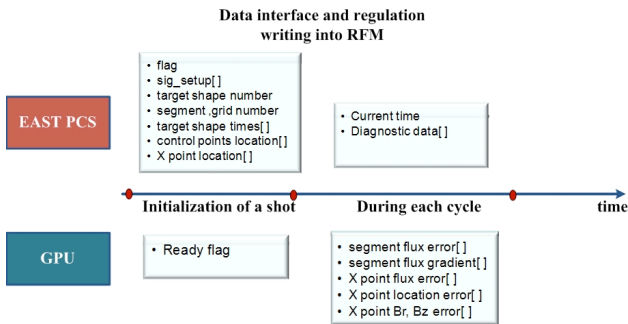 Data interface and regulation
writing into RFM
• flag
• sig_setup[ ]
• target shape number
• segment ,grid number
• target shape times[ ]
• control points location[ ]
• X point location[ ]
EAST PCS
• Current time
• Diagnostic data[ ]
Initialization of a shot
During each cycle
time
GPU
• Ready flag
• segment flux error[ ]
• segment flux gradient[ ]
• X point flux error[ ]
• X point location error[ ]
• X point Br, Bz error[ ]